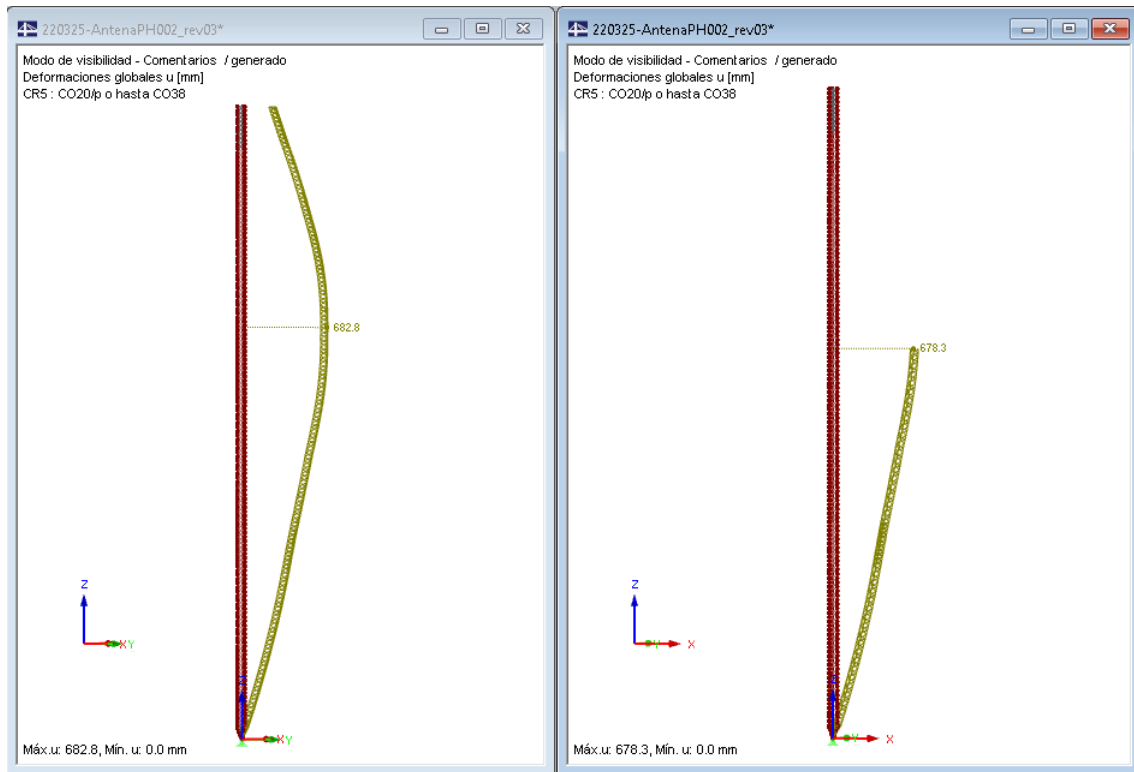 220325-AntenaPH002_rev03*
Modo de visibilidad - Comentarios / generado
Deformaciones globales u [mm]
CR5 : CO20/p o hasta CO38
682.8
Z
XY
Z
Y
Máx.u: 682.8, Mín. u: 0.0 mm
220325-AntenaPH002_rev03*
Modo de visibilidad - Comentarios / generado
Deformaciones globales u [mm]
CR5 : CO20/p o hasta CO38
678.3
Z
Y
X
Z
Y
X
Máx.u: 678.3, Mín. u: 0.0 mm